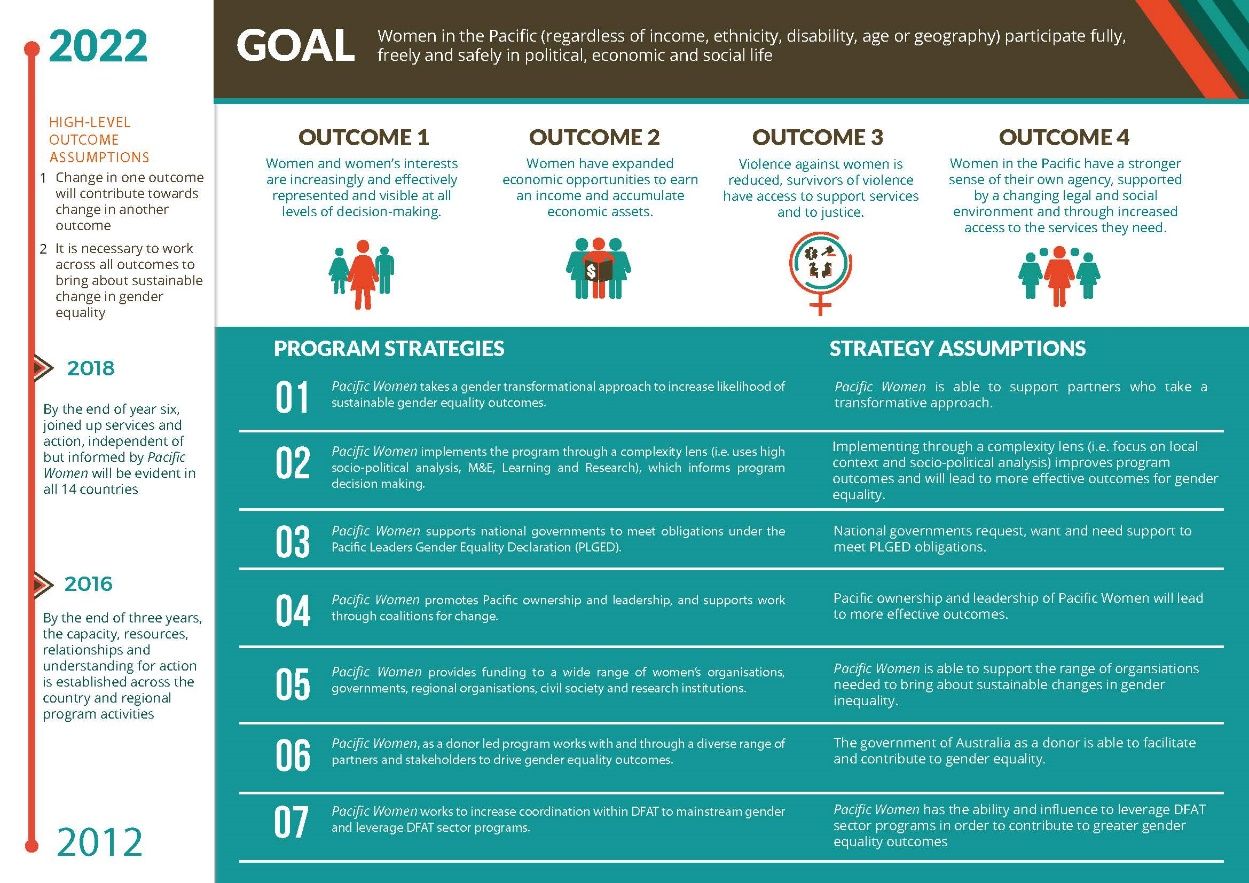 2022
HIGH-LEVEL
OUTCOME
ASSUMPTIONS
1 Change in one outcome
will contribute towards
change in another
outcome
2 It is necessary to work
across all outcomes to
bring about sustainable
change in gender
equality
2018
By the end of year six,
joined up services and
action, independent of
but informed by Pacific
Women will be evident in
all 14 countries
2016
By the end of three years,
the capacity, resources,
relationships and
understanding for action
is established across the
country and regional
program activities
2012
GOAL
Women in the Pacific (regardless of income, ethnicity, disability, age or geography) participate fully,
freely and safely in political, economic and social life
OUTCOME 1
Women and women's interests
are increasingly and effectively
represented and visible at all
levels of decision-making.
OUTCOME 2
Women have expanded
economic opportunities to earn
an income and accumulate
economic assets.
$
OUTCOME 3
Violence against women is
reduced, survivors of violence
have access to support services
and to justice.
OUTCOME 4
Women in the Pacific have a stronger
sense of their own agency, supported
by a changing legal and social
environment and through increased
access to the services they need.
PROGRAM STRATEGIES
STRATEGY ASSUMPTIONS
01
Pacific Women takes a gender transformational approach to increase likelihood of
sustainable gender equality outcomes.
Pacific Women is able to support partners who take a
transformative approach.
02
Pacific Women implements the program through a complexity lens (i.e. uses high
socio-political analysis, M&E, Learning and Research), which informs program
decision making.
Implementing through a complexity lens (i.e. focus on local
context and socio-political analysis) improves program
outcomes and will lead to more effective outcomes for gender
equality.
03
Pacific Women supports national governments to meet obligations under the
Pacific Leaders Gender Equality Declaration (PLGED).
National governments request, want and need support to
meet PLGED obligations.
04
Pacific Women promotes Pacific ownership and leadership, and supports work
through coalitions for change.
Pacific ownership and leadership of Pacific Women will lead
to more effective outcomes.
05
Pacific Women provides funding to a wide range of women's organisations,
governments, regional organisations, civil society and research institutions.
Pacific Women is able to support the range of organsiations
needed to bring about sustainable changes in gender
inequality.
06
Pacific Women, as a donor led program works with and through a diverse range of
partners and stakeholders to drive gender equality outcomes.
The government of Australia as a donor is able to facilitate
and contribute to gender equality.
07
Pacific Women works to increase coordination within DFAT to mainstream gender
and leverage DFAT sector programs.
Pacific Women has the ability and influence to leverage DFAT
sector programs in order to contribute to greater gender
equality outcomes